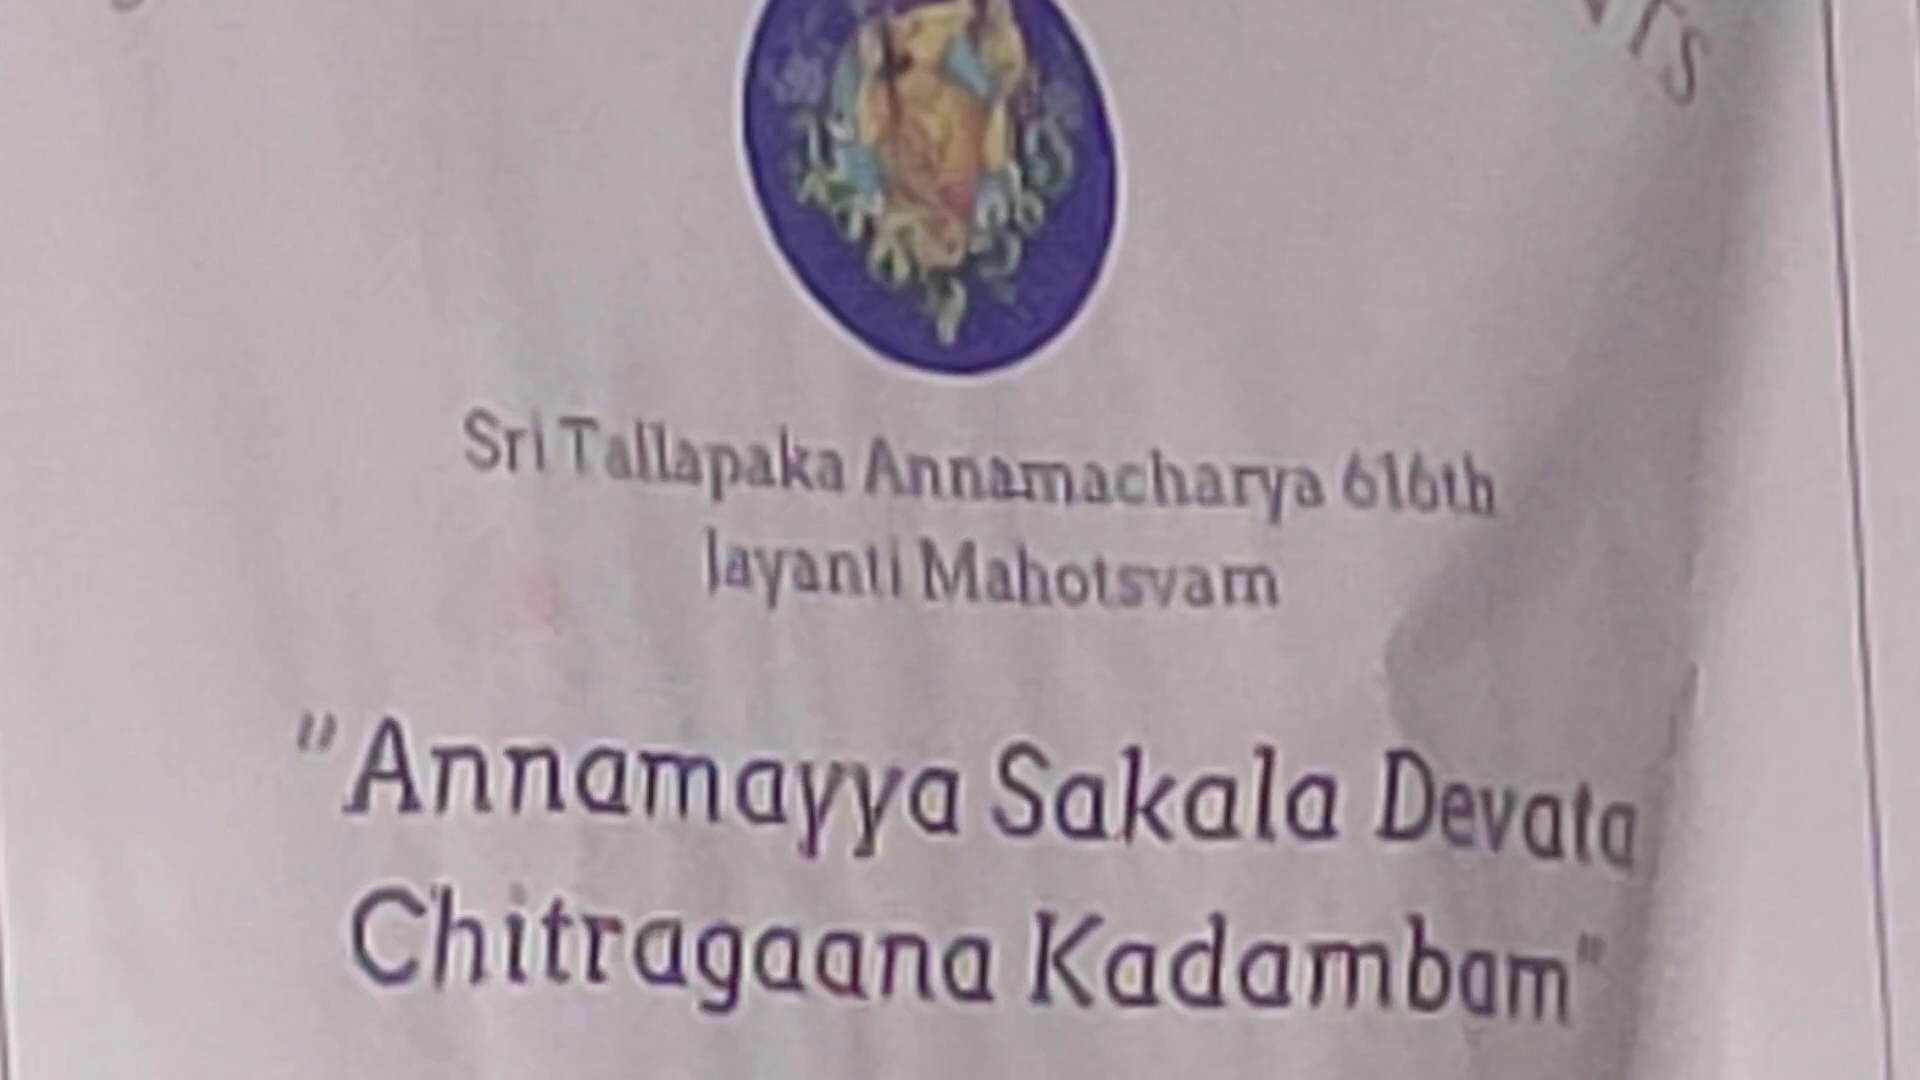 Sri Tallapaka Annamacharya 616th
Jayanti Mahotsvam
"Annamayya Sakala Devata
Chitragaana Kadambam"